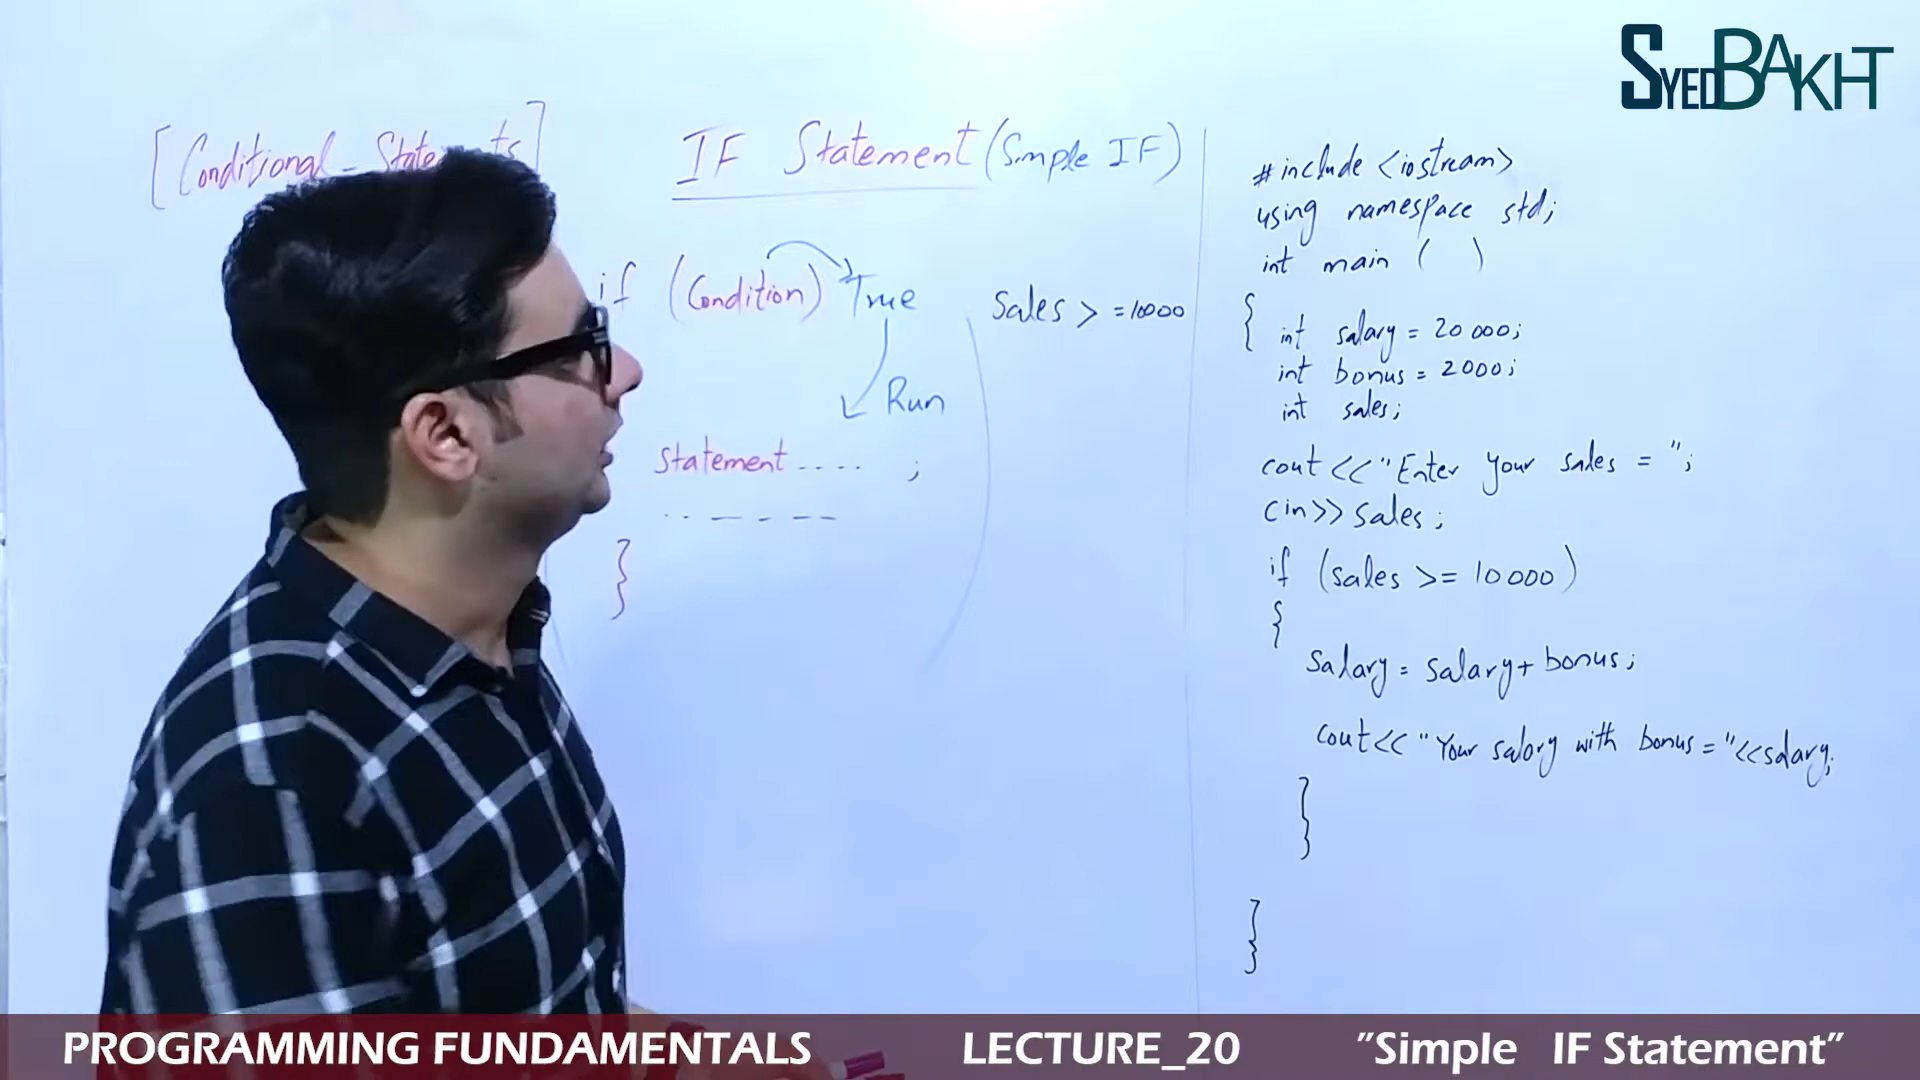 SYEDBAKHT
[Conditional - Statements]
IF Statement (Simple IF)
if (Condition) True
Run
Statement .... ;
.. _ _ _ _
}
Sales > =10000
#include <iostream>
using namespace std;
int main ( )
{ int salary = 20 000;
int bonus = 2000;
int sales;
cout <<"Enter your sales = ";
cin>> sales;
if (sales >= 10000)
{
Salary = salary + bonus;
cout<< "Your salary with bonus = "<<salary;
}
}
PROGRAMMING FUNDAMENTALS LECTURE_20 "Simple IF Statement"